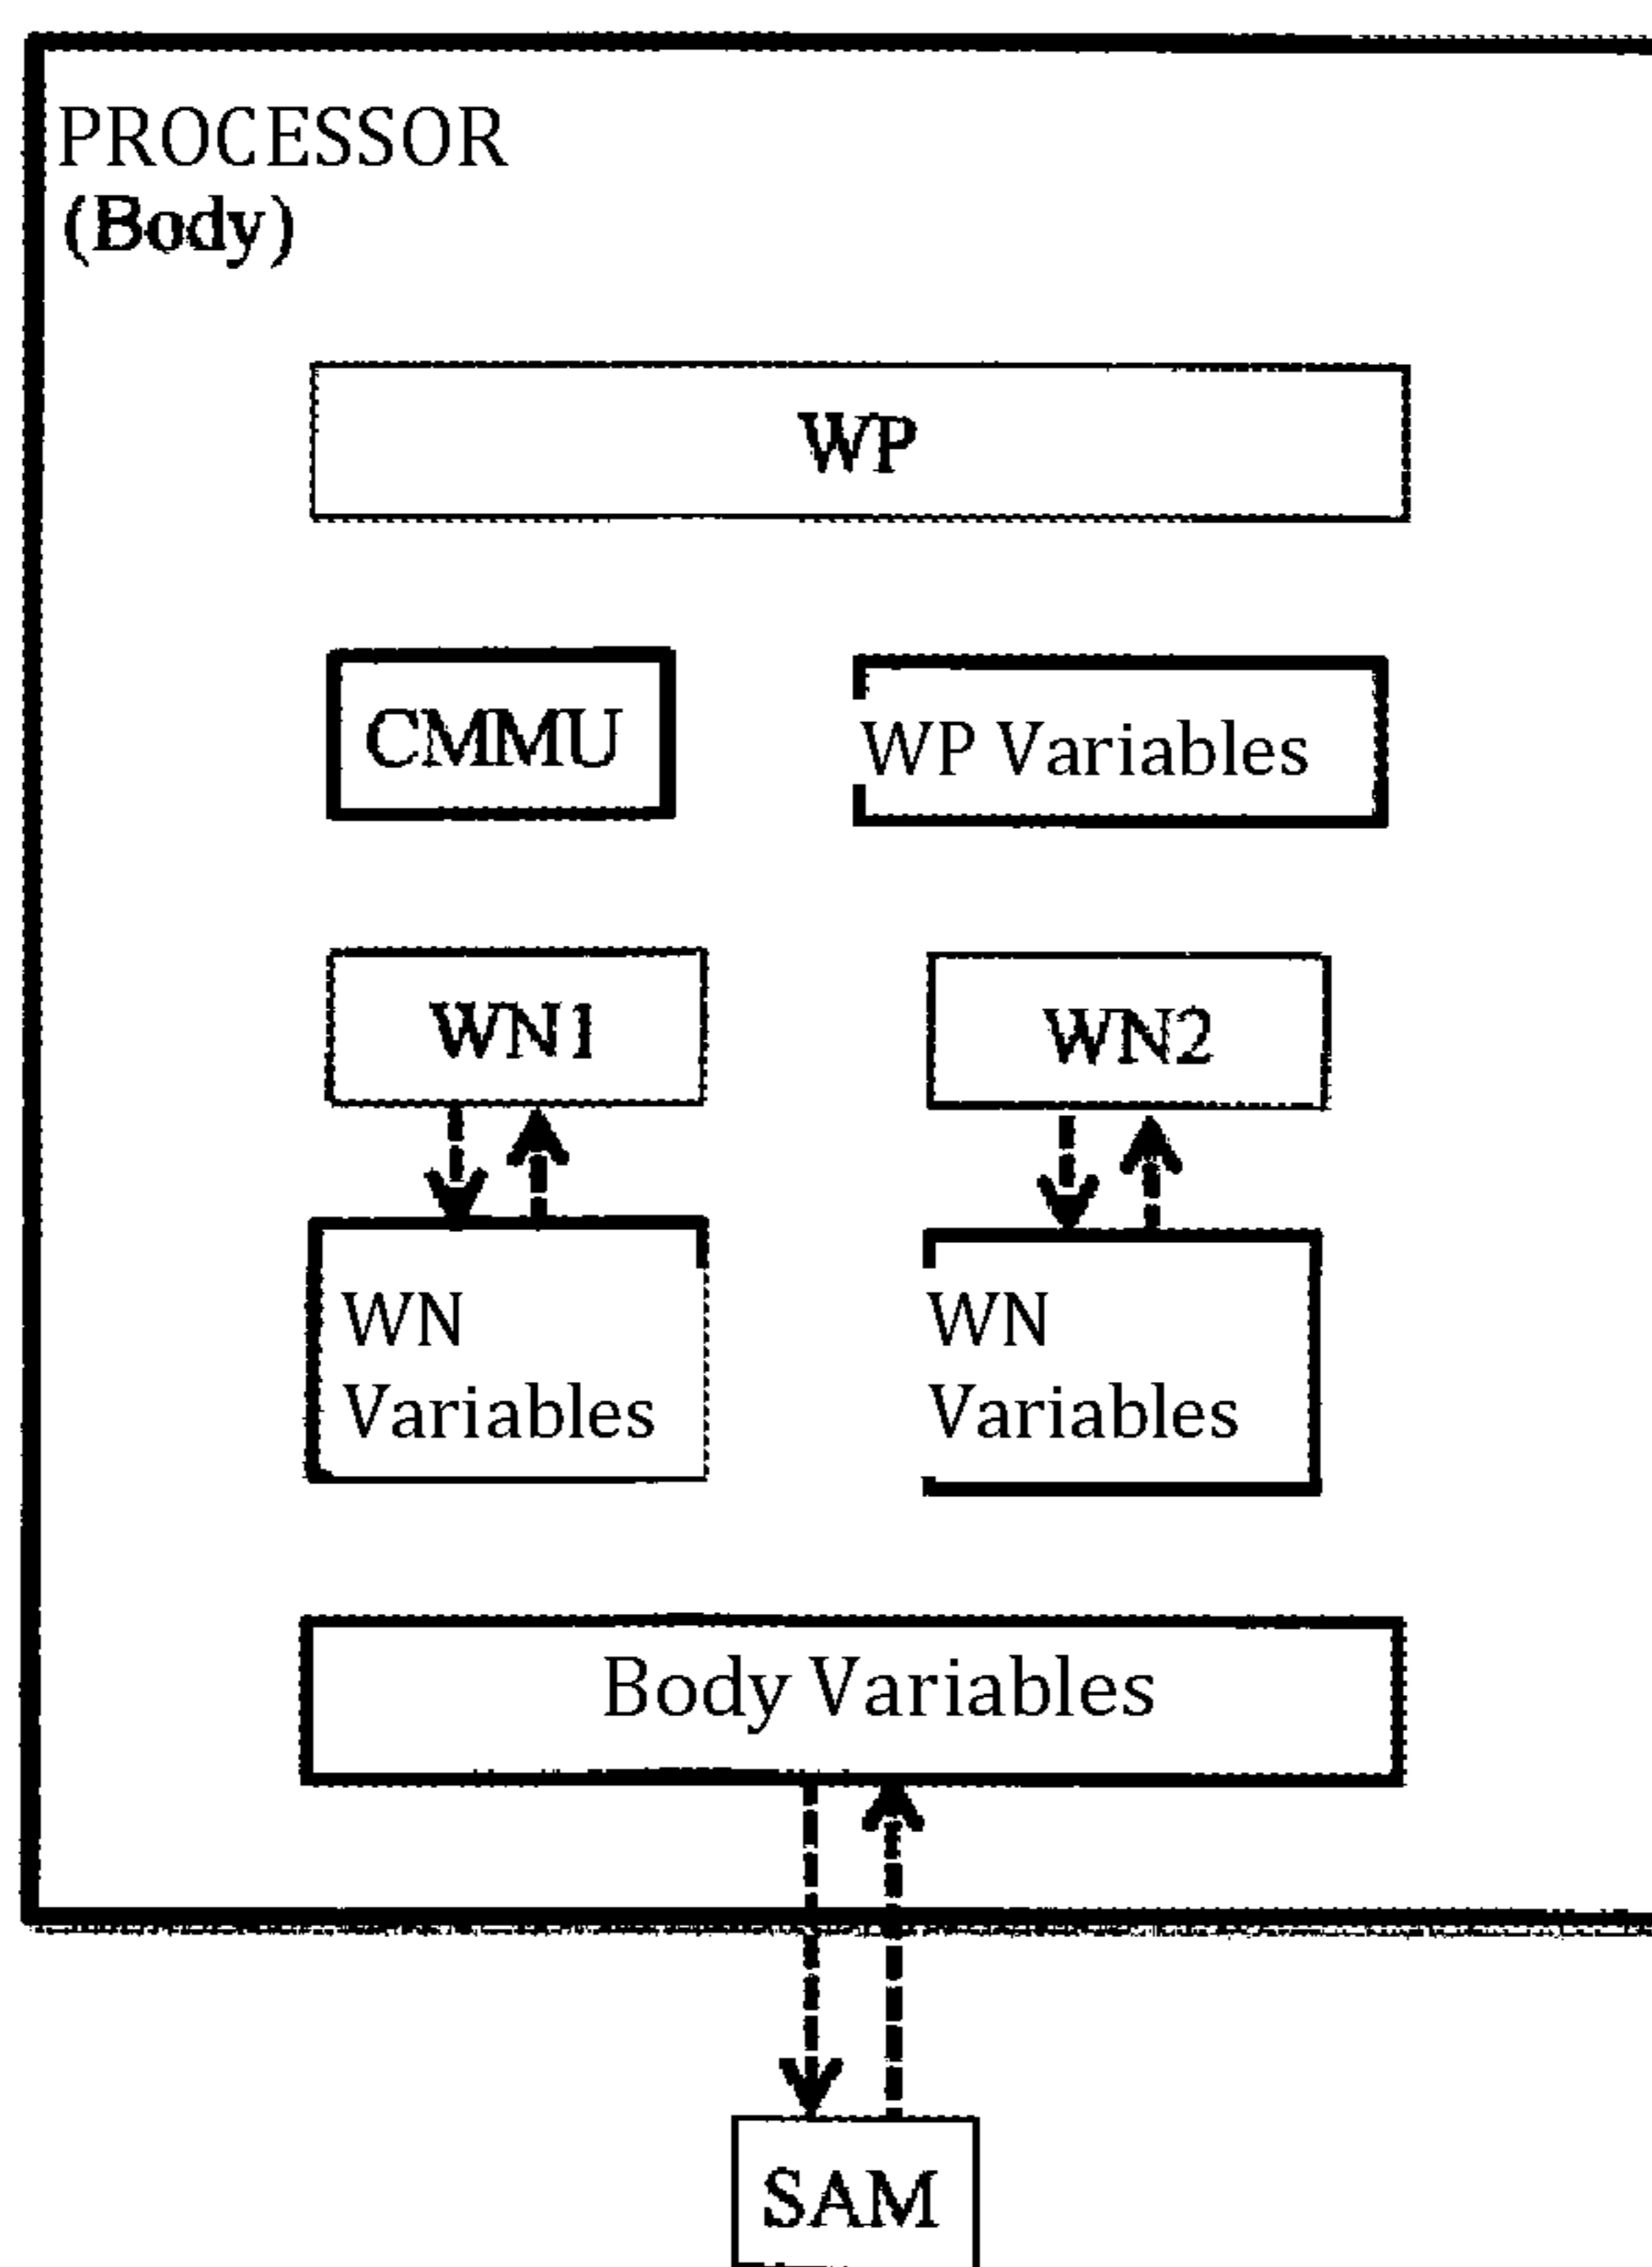 PROCESSOR
(Body)
WP
CMMU
WP Variables
WN1
WN2
WN
Variables
WN
Variables
Body Variables
SAM